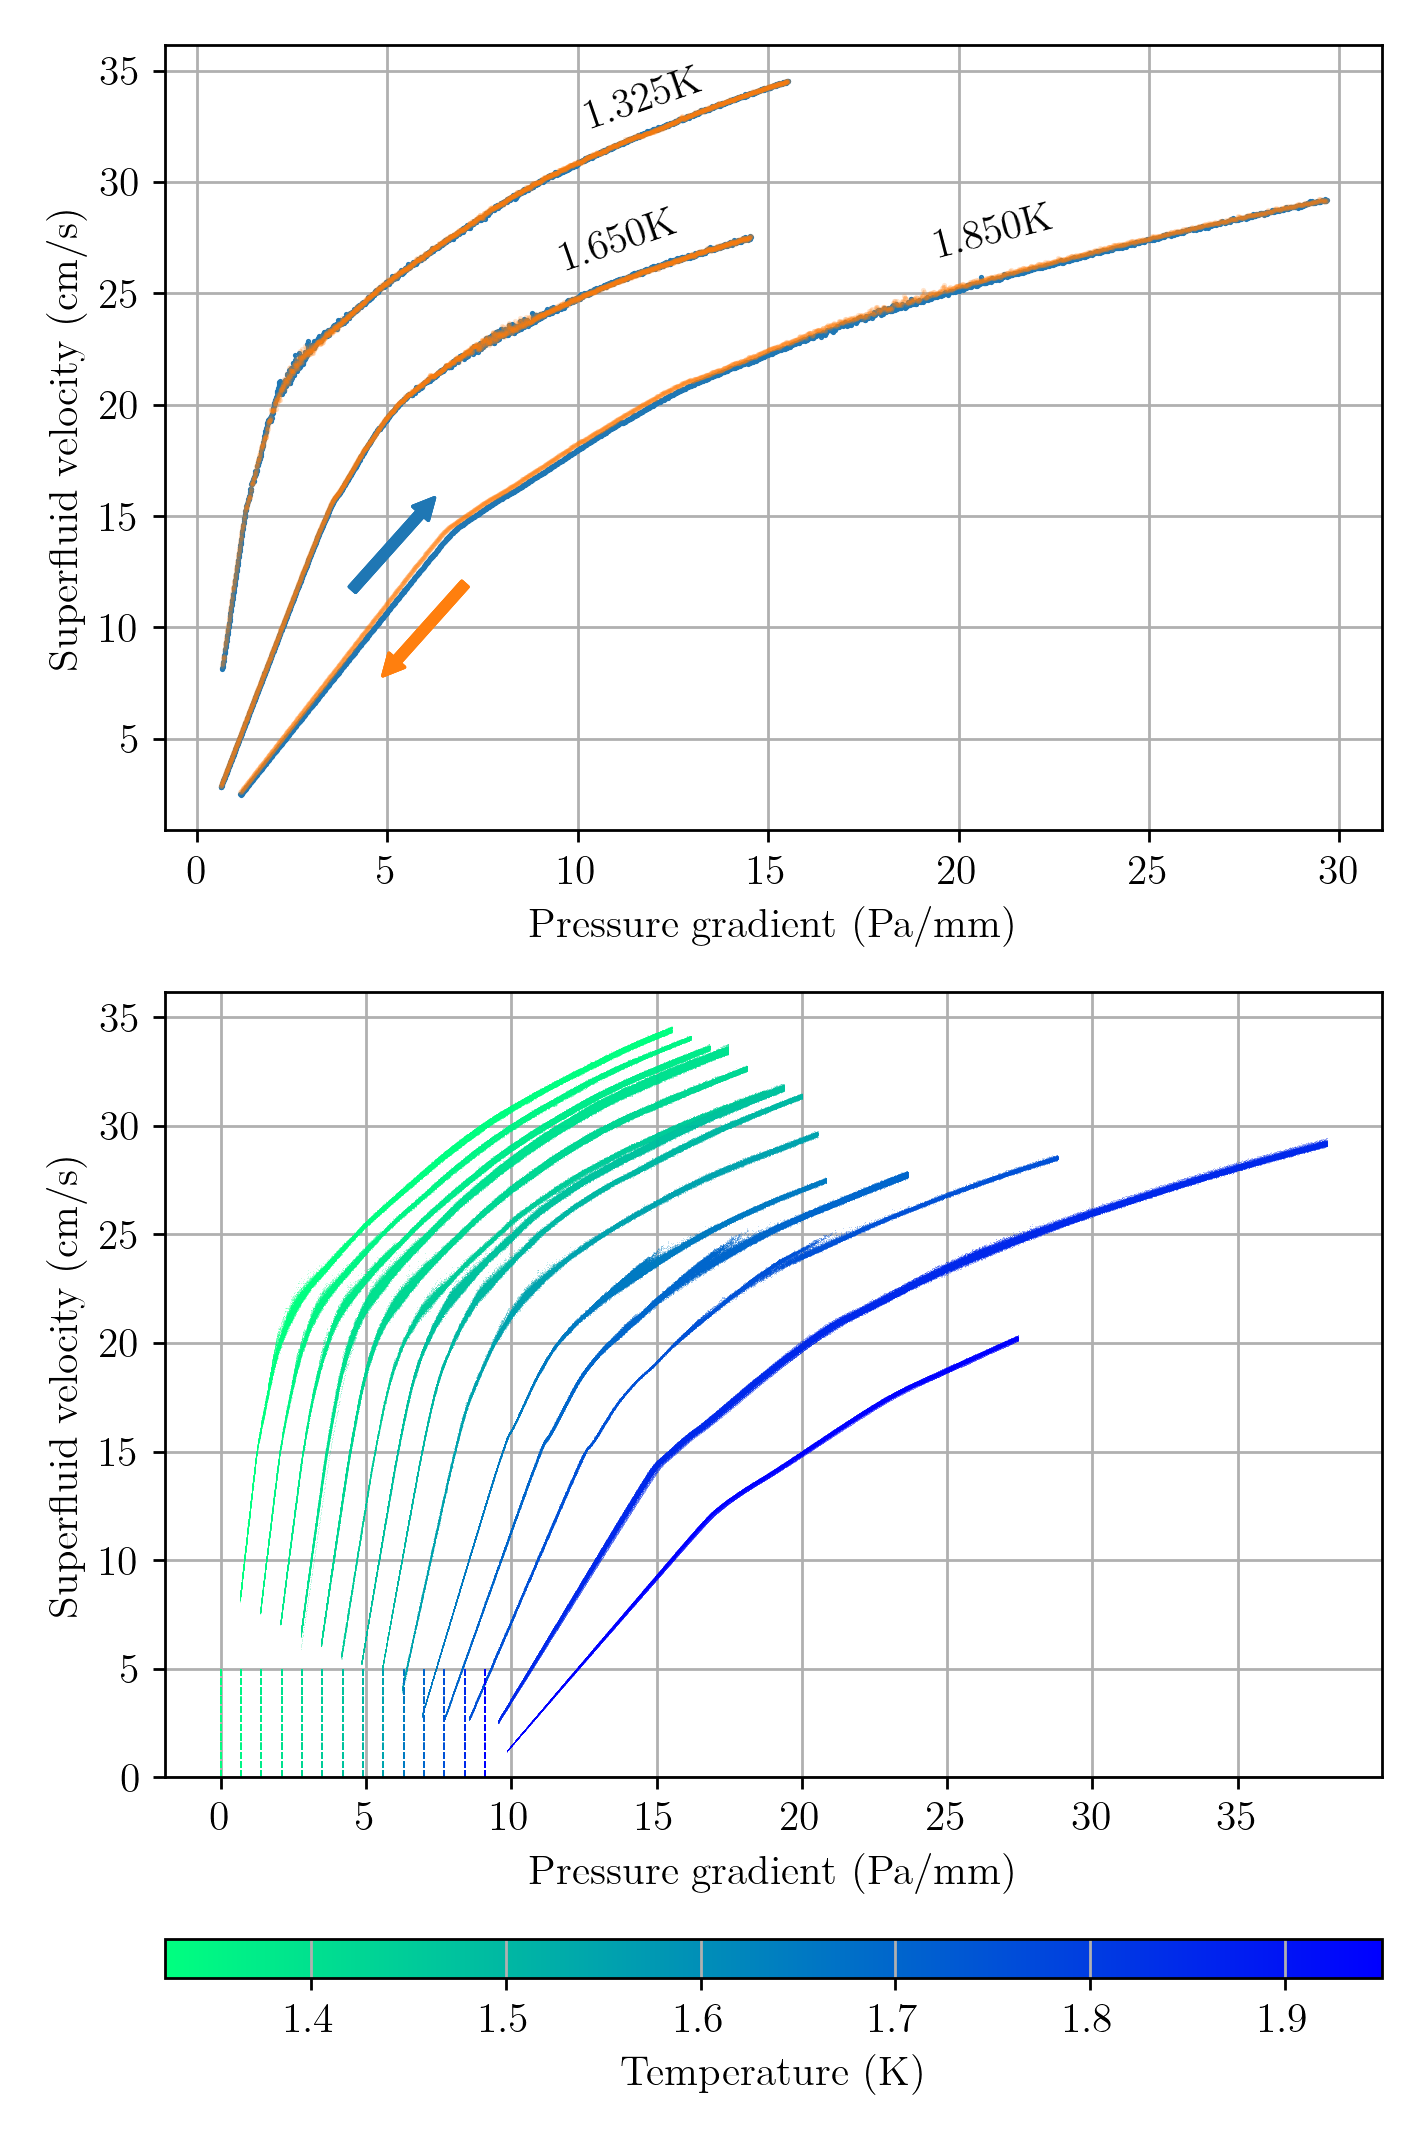 35
30
25
20
15
10
5
Superfluid velocity (cm/s)
1.325K
1.650K
1.850K
0 5 10 15 20 25 30
Pressure gradient (Pa/mm)
35
30
25
20
15
10
5
0
Superfluid velocity (cm/s)
0 5 10 15 20 25 30 35
Pressure gradient (Pa/mm)
1.4 1.5 1.6 1.7 1.8 1.9
Temperature (K)